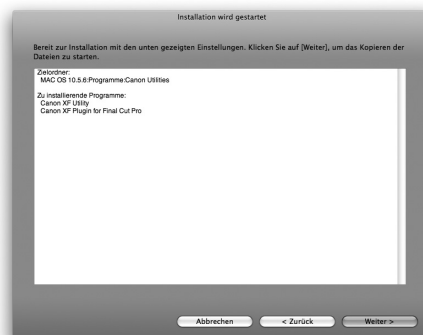 Installation wird gestartet
Bereit zur Installation mit den unten gezeigten Einstellungen. Klicken Sie auf [Weiter], um das Kopieren der
Dateien zu starten.
Zielordner:
MAC OS 10.5.6:Programme:Canon Utilities
Zu installierende Programme:
Canon XF Utility
Canon XF Plugin for Final Cut Pro
Abbrechen
< Zurück
Weiter >